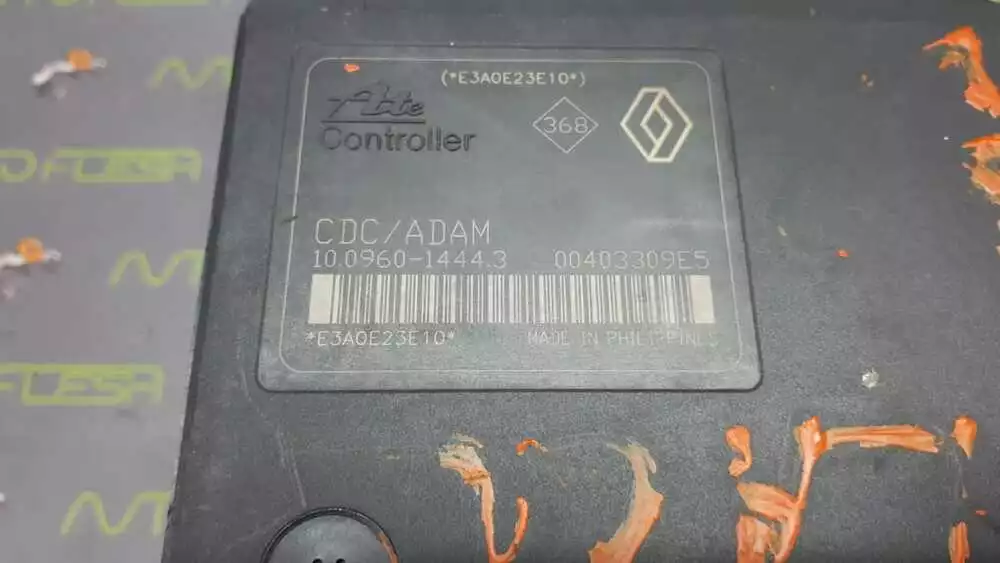 (*E3A0E23E10*)
Ate
Controller
368
CDC/ADAM
10.0960-1444.3 00403309E5
*E3A0E23E10*
MADE IN PHILIPPINES